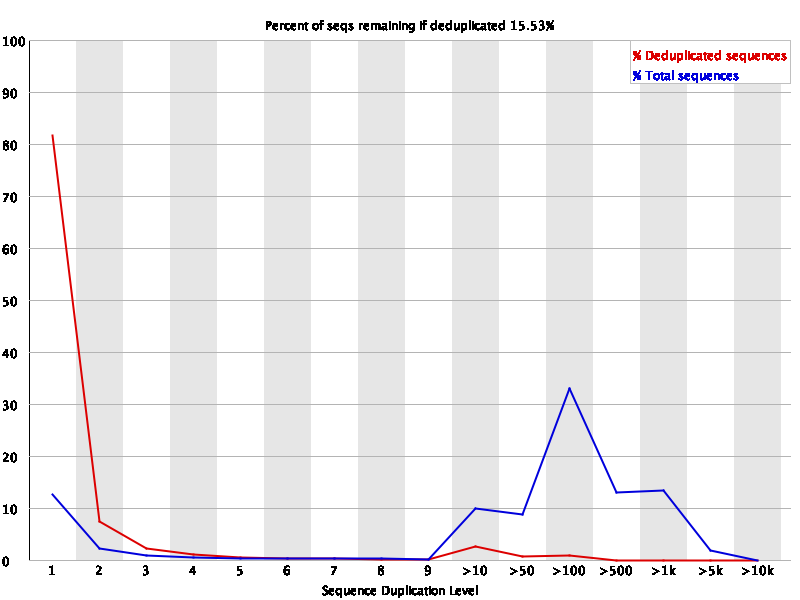 Percent of seqs remaining if deduplicated 15.53%
% Deduplicated sequences
% Total sequences
100
90
80
70
60
50
40
30
20
10
0
1 2 3 4 5 6 7 8 9 >10 >50 >100 >500 >1k >5k >10k
Sequence Duplication Level